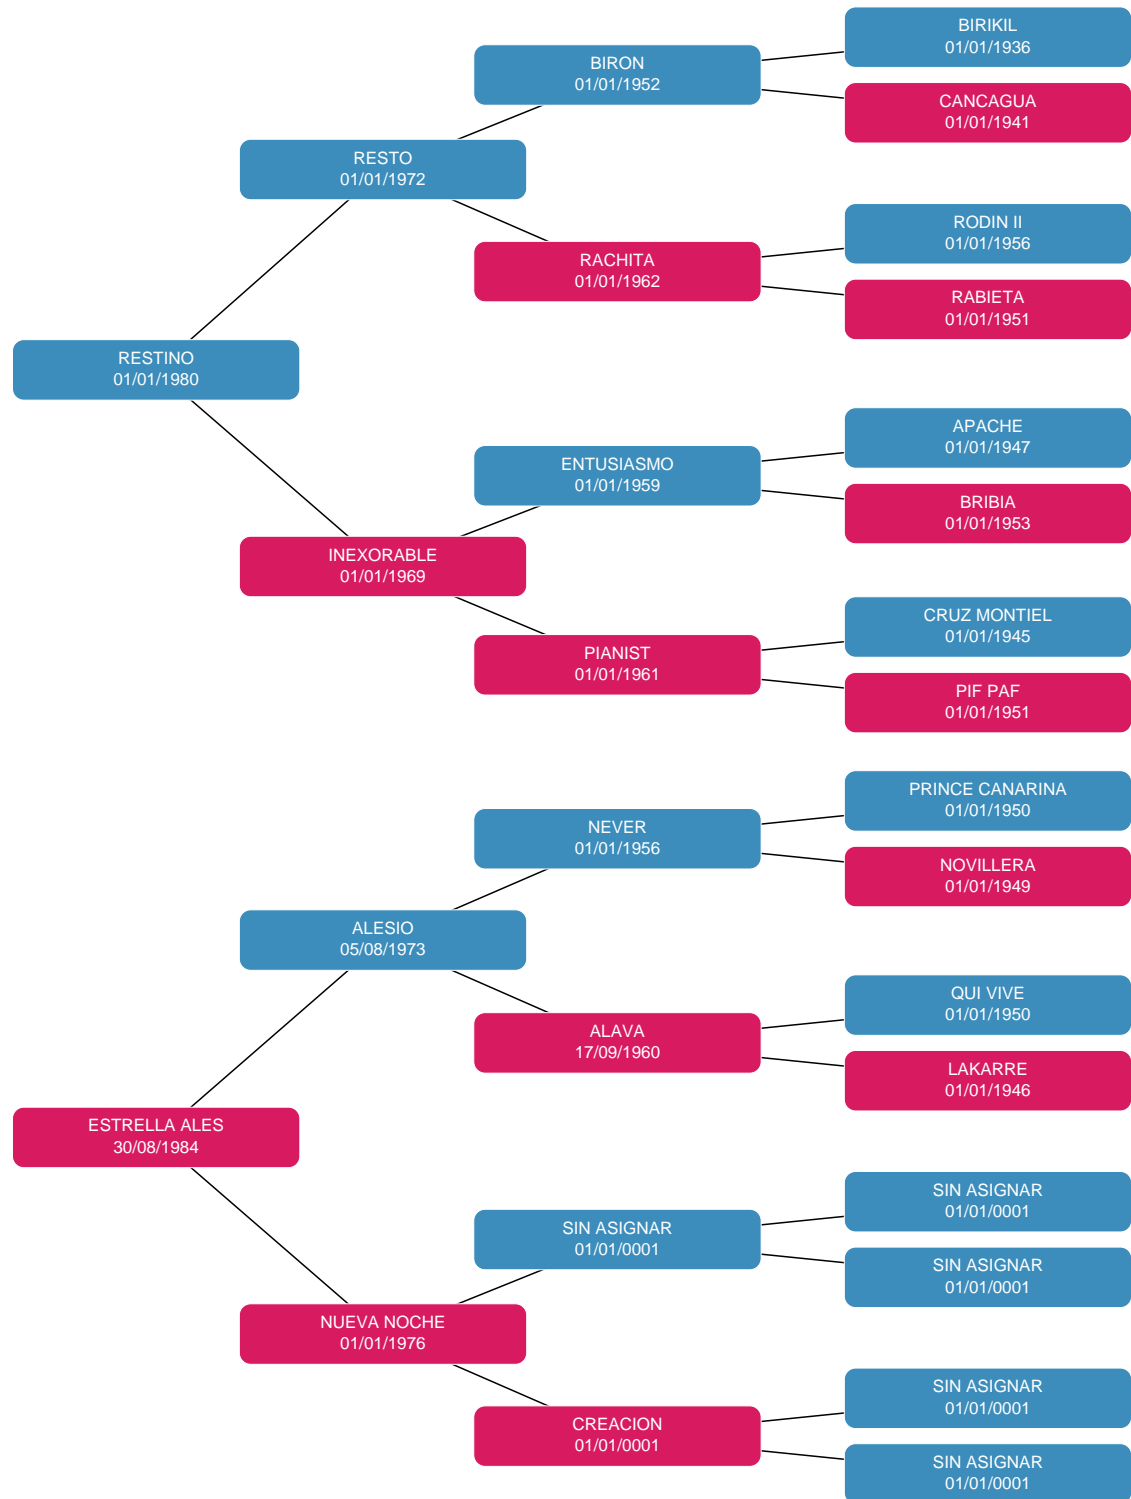 BIRIKIL
01/01/1936
BIRON
01/01/1952
CANCAGUA
01/01/1941
RESTO
01/01/1972
RODIN II
01/01/1956
RACHITA
01/01/1962
RABIETA
01/01/1951
RESTINO
01/01/1980
APACHE
01/01/1947
ENTUSIASMO
01/01/1959
BRIBIA
01/01/1953
INEXORABLE
01/01/1969
CRUZ MONTIEL
01/01/1945
PIANIST
01/01/1961
PIF PAF
01/01/1951
PRINCE CANARINA
01/01/1950
NEVER
01/01/1956
NOVILLERA
01/01/1949
ALESIO
05/08/1973
QUI VIVE
01/01/1950
ALAVA
17/09/1960
LAKARRE
01/01/1946
ESTRELLA ALES
30/08/1984
SIN ASIGNAR
01/01/0001
SIN ASIGNAR
01/01/0001
SIN ASIGNAR
01/01/0001
NUEVA NOCHE
01/01/1976
SIN ASIGNAR
01/01/0001
CREACION
01/01/0001
SIN ASIGNAR
01/01/0001